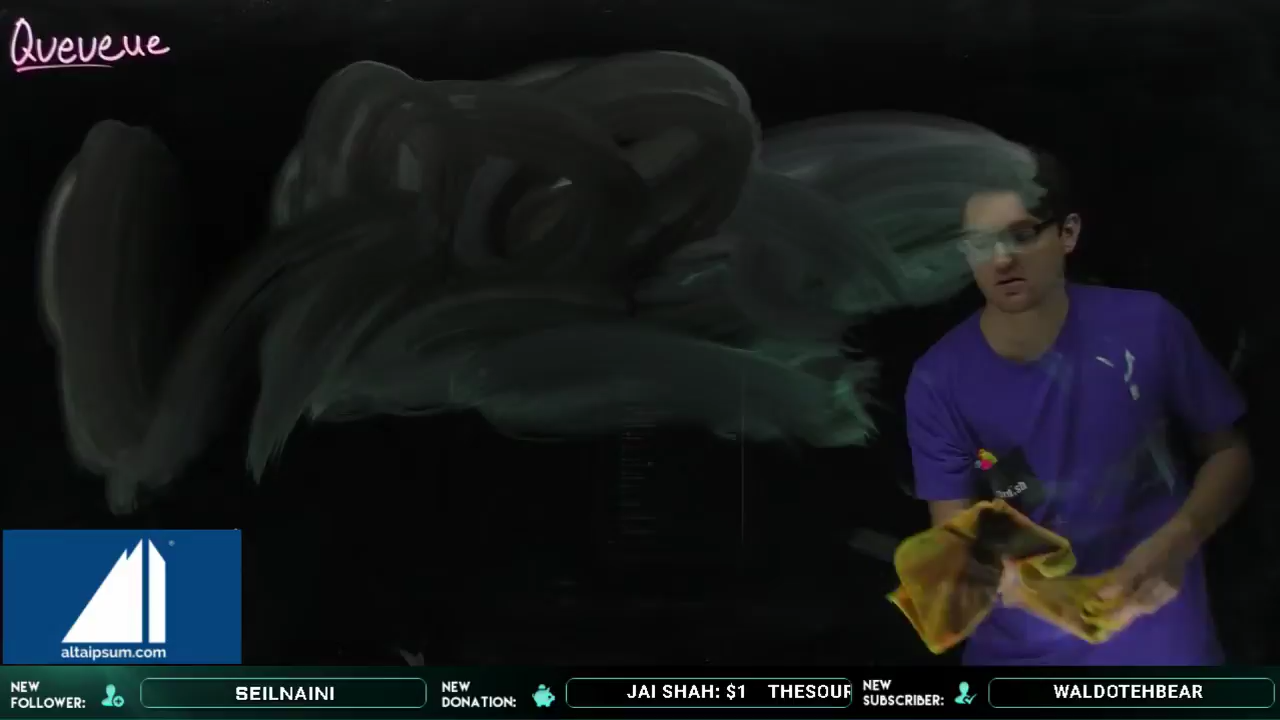 Queueue
altaipsum.com
NEW FOLLOWER:
SEILNAINI
NEW DONATION:
JAI SHAH: $1 THESOUR
NEW SUBSCRIBER:
WALDOTEHBEAR